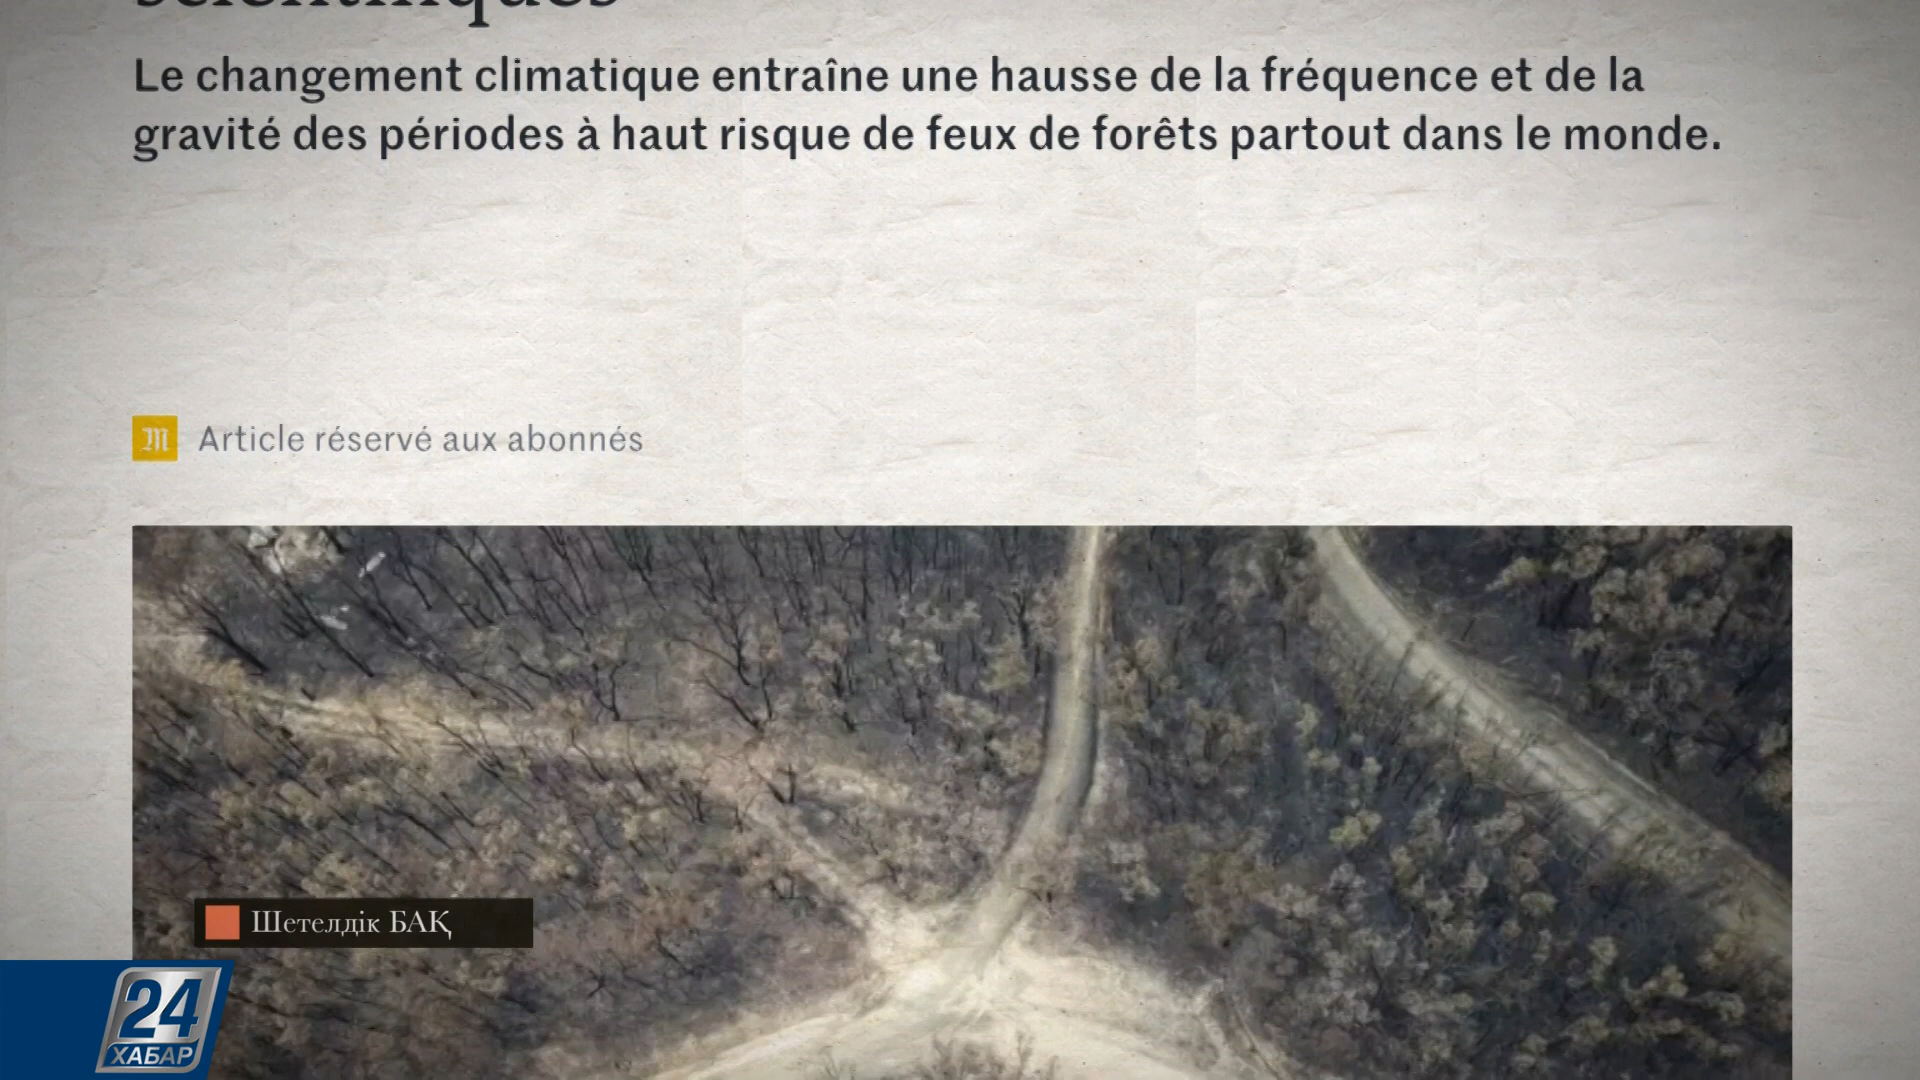 scientifiques
Le changement climatique entraîne une hausse de la fréquence et de la
gravité des périodes à haut risque de feux de forêts partout dans le monde.
M Article réservé aux abonnés
Шетелдік БАҚ
24
ХАБАР